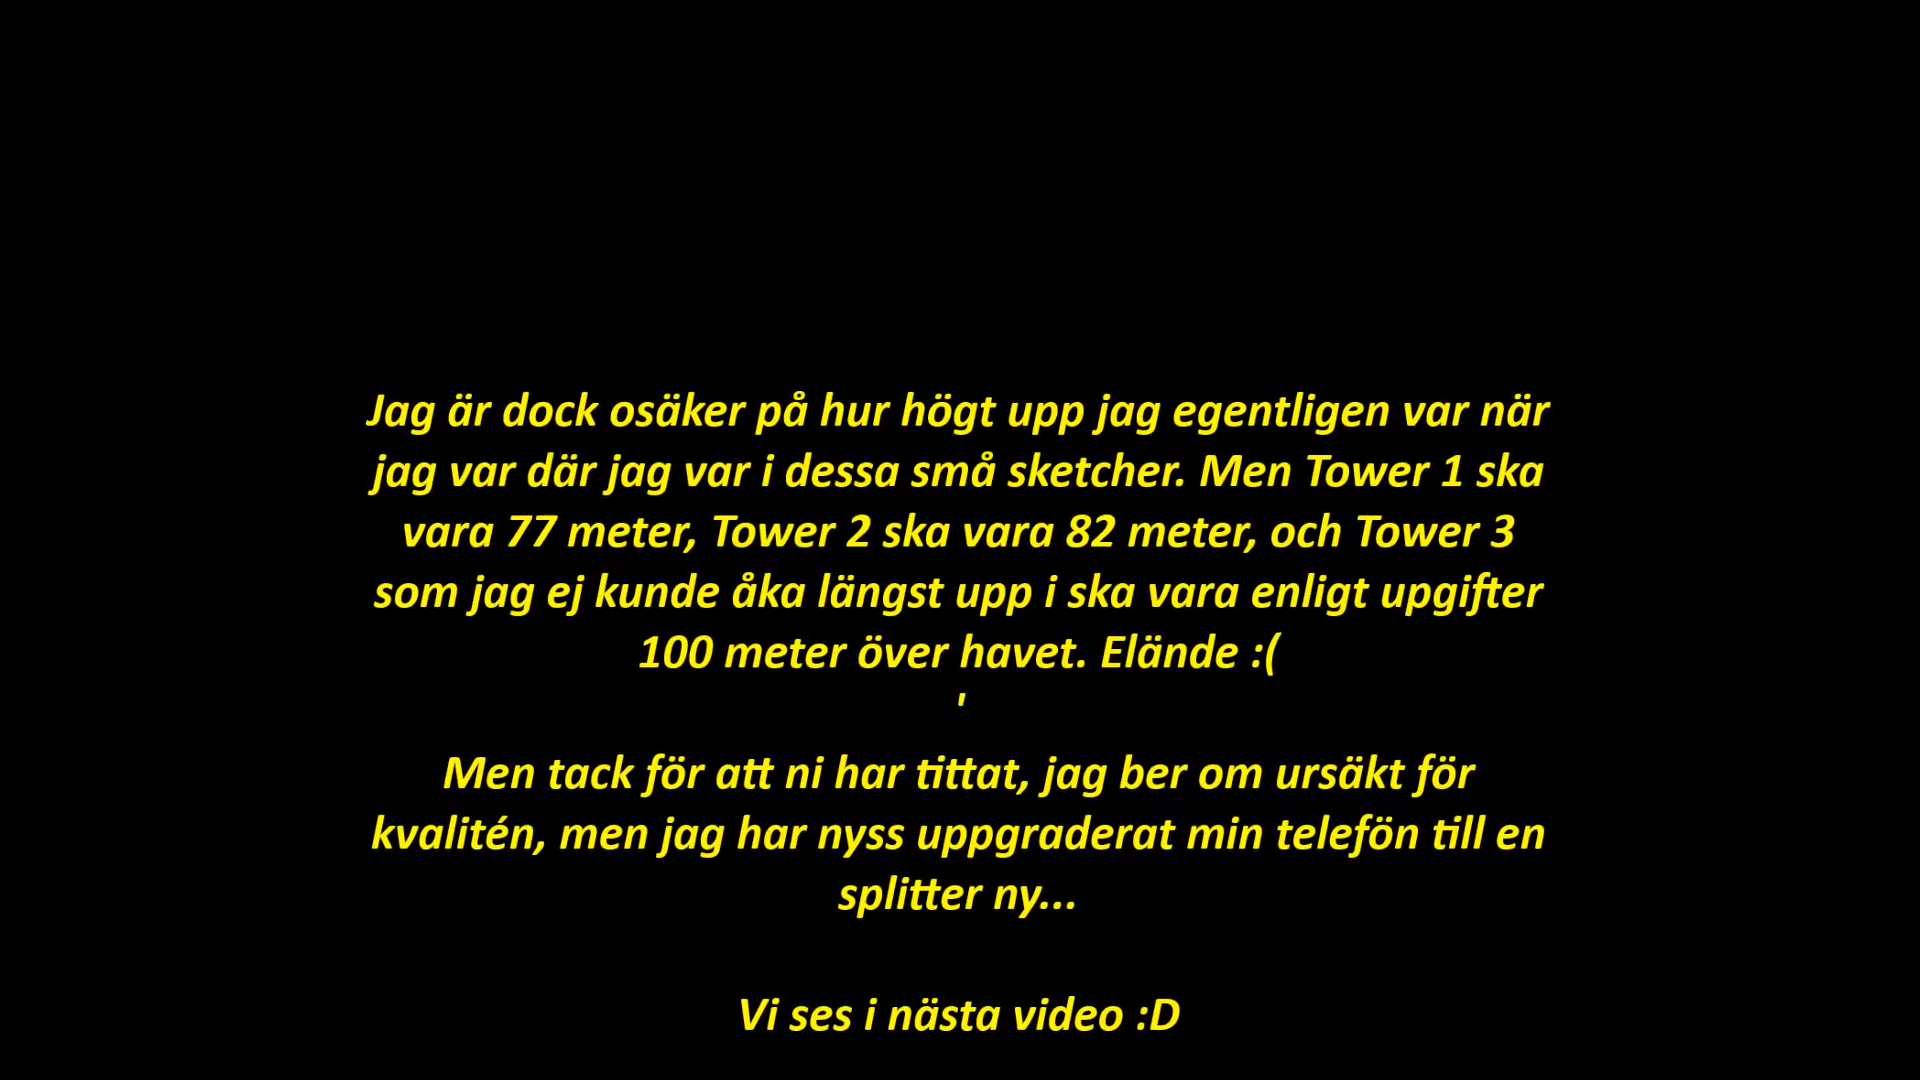 Jag är dock osäker på hur högt upp jag egentligen var när
jag var där jag var i dessa små sketcher. Men Tower 1 ska
vara 77 meter, Tower 2 ska vara 82 meter, och Tower 3
som jag ej kunde åka längst upp i ska vara enligt upgifter
100 meter över havet. Elände :(
'
Men tack för att ni har tittat, jag ber om ursäkt för
kvalitén, men jag har nyss uppgraderat min telefön till en
splitter ny...
Vi ses i nästa video :D